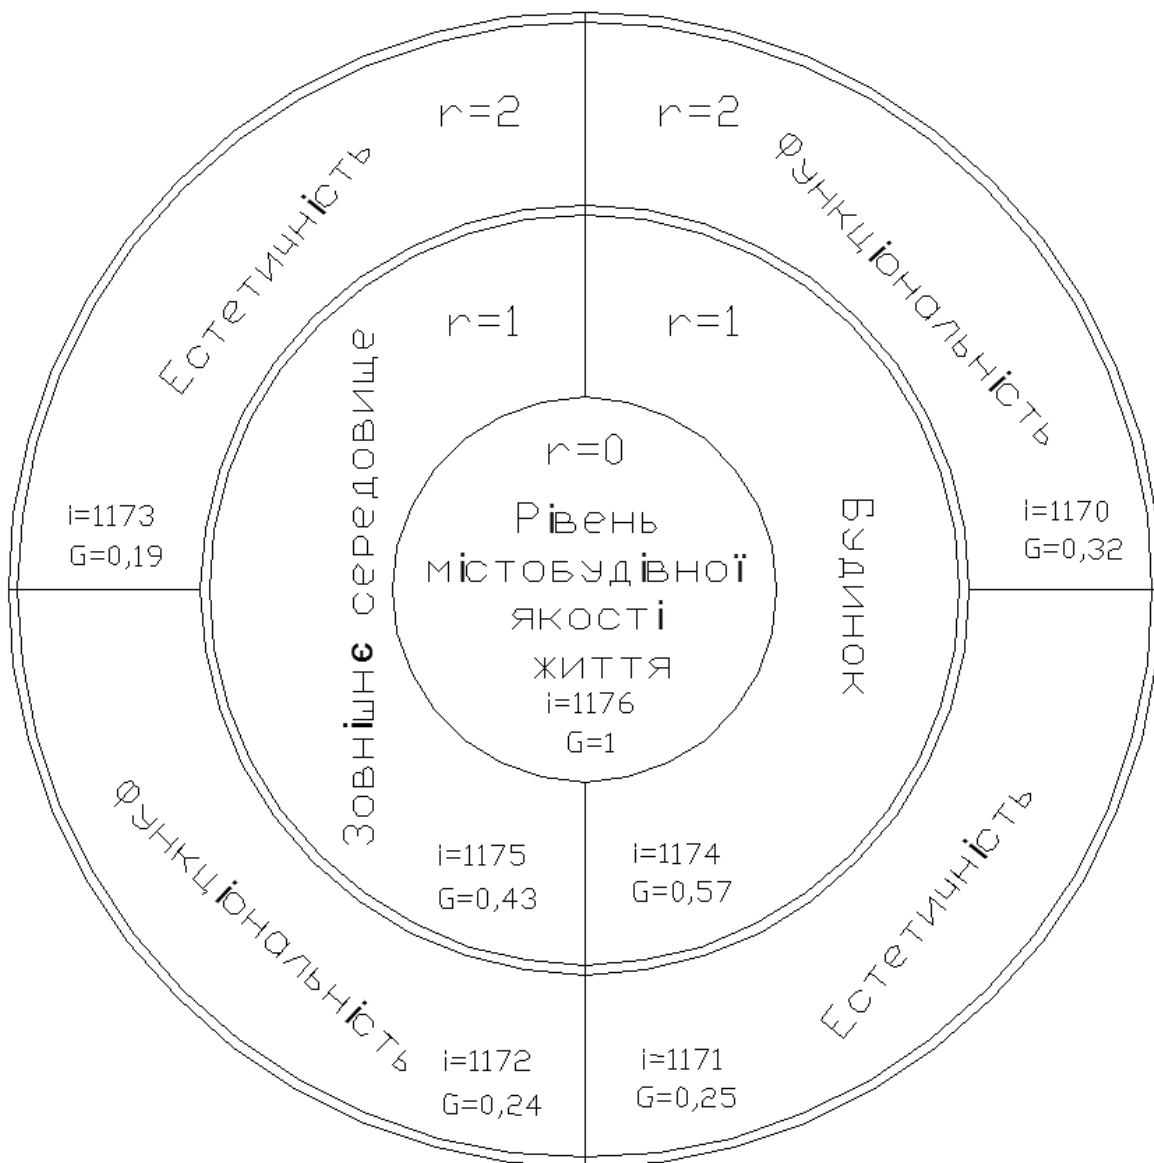 r=2
r=2
Естетичність
Функціональність
r=1
r=1
Зовнішнє середовище
Будинок
r=0
Рівень
містобудівної
якості
життя
i=1176
G=1
i=1173
G=0,19
i=1170
G=0,32
i=1175
G=0,43
i=1174
G=0,57
Функціональність
Естетичність
i=1172
G=0,24
i=1171
G=0,25